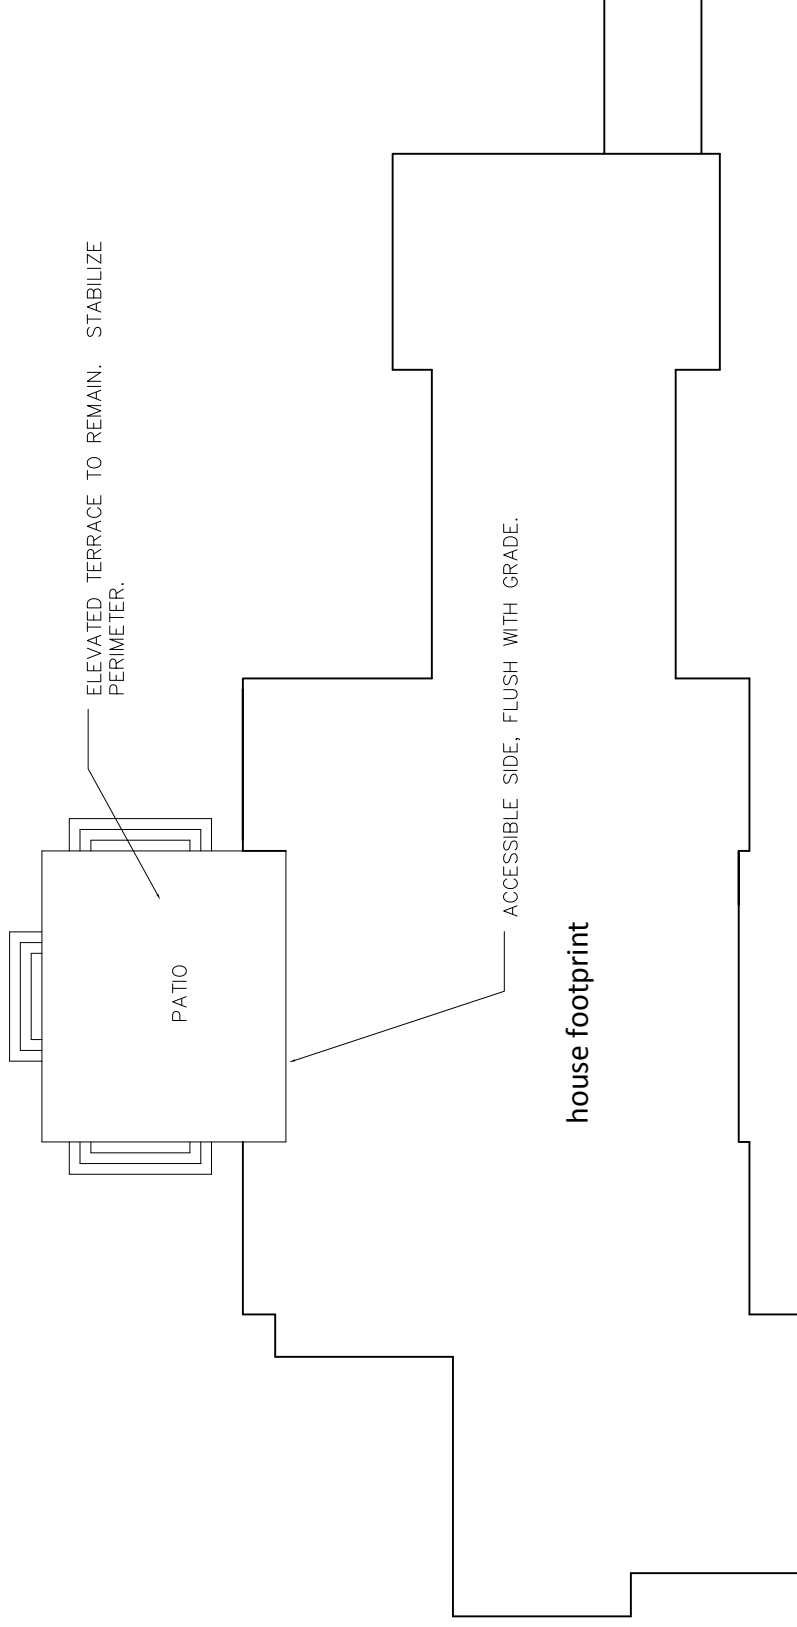 ELEVATED TERRACE TO REMAIN. STABILIZE
PERIMETER.
PATIO
ACCESSIBLE SIDE, FLUSH WITH GRADE.
house footprint